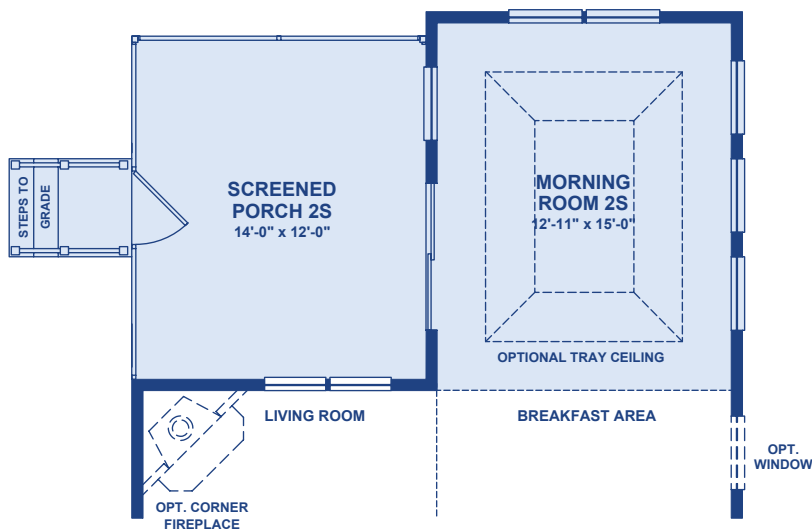 STEPS TO
GRADE
SCREENED
PORCH 2S
14'-0" x 12'-0"
MORNING
ROOM 2S
12'-11" x 15'-0"
OPTIONAL TRAY CEILING
LIVING ROOM
BREAKFAST AREA
OPT.
WINDOW
OPT. CORNER
FIREPLACE